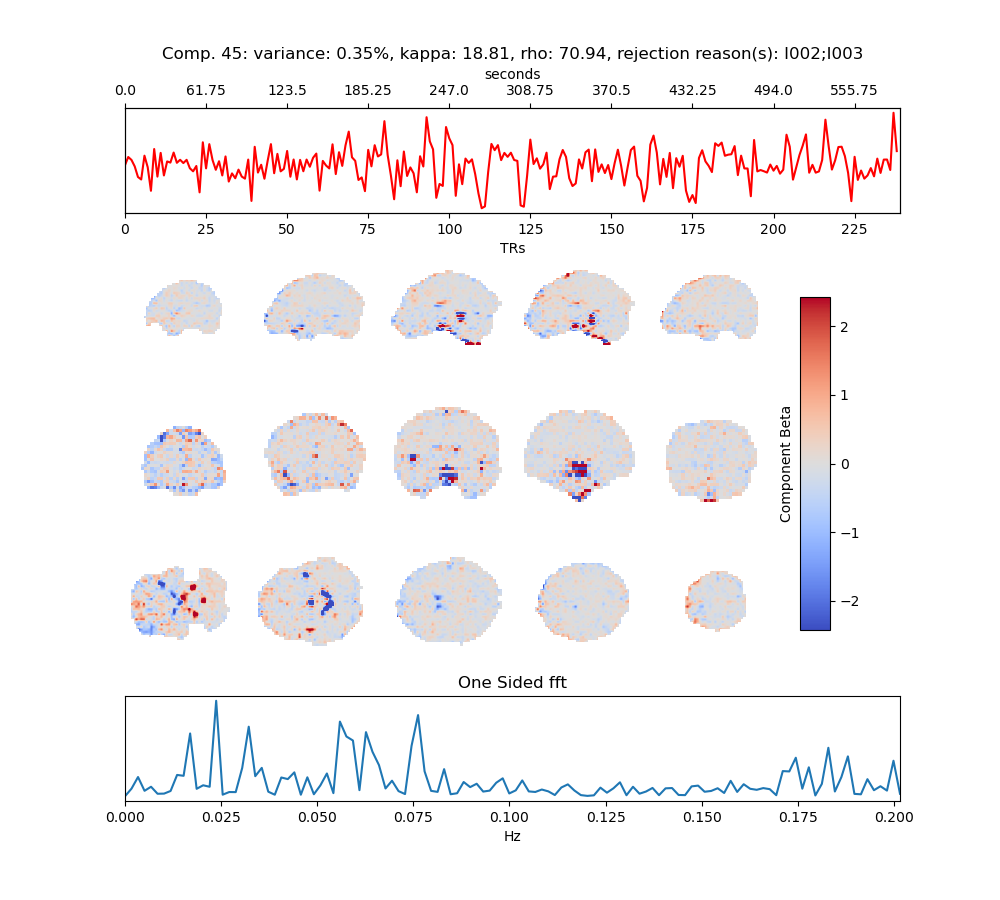 Comp. 45: variance: 0.35%, kappa: 18.81, rho: 70.94, rejection reason(s): I002;I003
seconds
0.0 61.75 123.5 185.25 247.0 308.75 370.5 432.25 494.0 555.75
0 25 50 75 100 125 150 175 200 225
TRs
2
1
0
−1
−2
Component Beta
One Sided fft
0.000 0.025 0.050 0.075 0.100 0.125 0.150 0.175 0.200
Hz